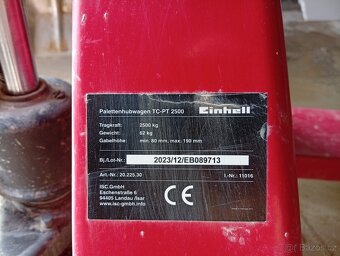 Einhell
Palettenhubwagen TC-PT 2500
Tragkraft: 2500 kg
Gewicht: 62 kg
Gabelhöhe: min. 80 mm, max. 190 mm
Bj./Lot-Nr.: 2023/12/EB089713
Art.-Nr.: 20.225.30 I.-Nr.: 11016
ISC GmbH
Eschenstraße 6
94405 Landau /Isar
www.isc-gmbh.info
CE